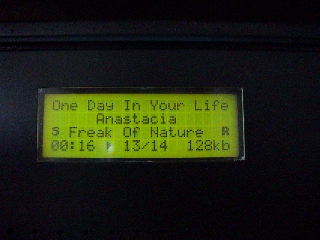 One Day In Your Life
Anastacia
S Freak Of Nature R
00:16 ▶ 13/14 128kb